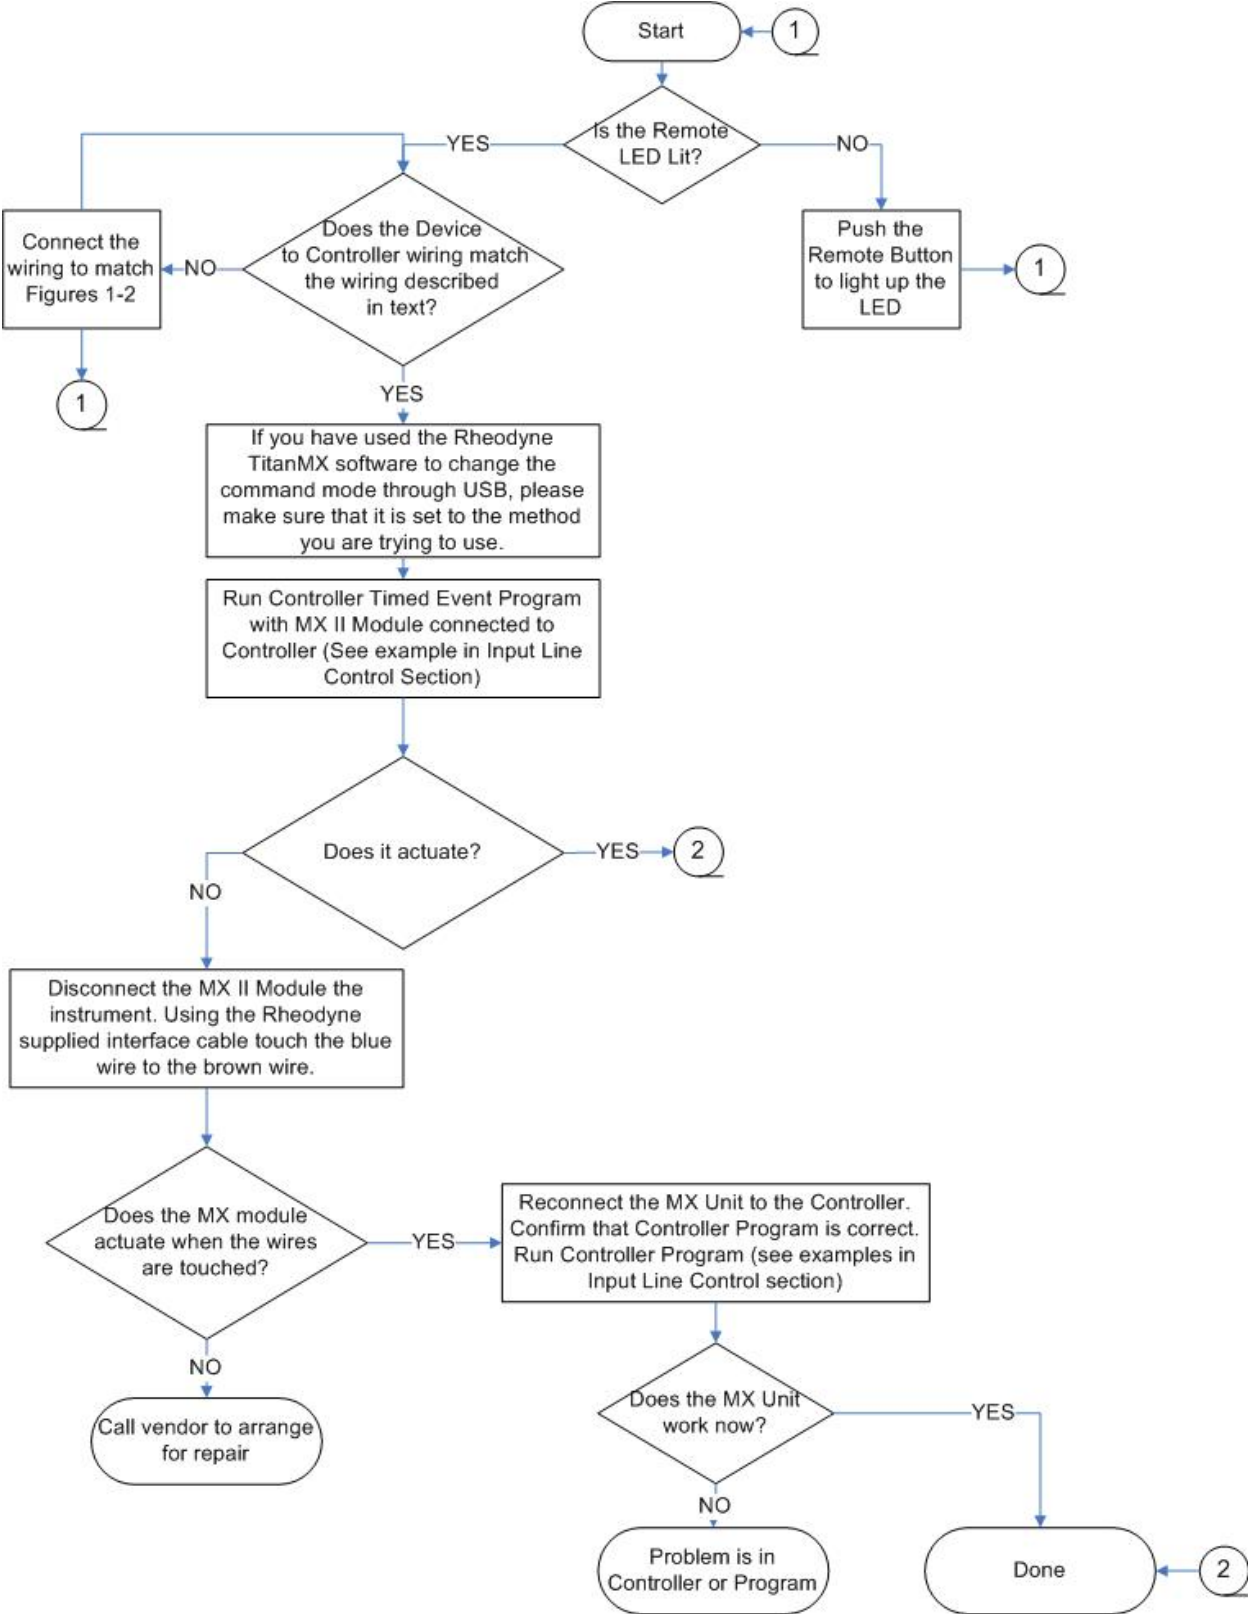 Start
1
Is the Remote
LED Lit?
YES
NO
Does the Device
to Controller wiring match
the wiring described
in text?
Connect the
wiring to match
Figures 1-2
NO
Push the
Remote Button
to light up the
LED
1
1
YES
If you have used the Rheodyne
TitanMX software to change the
command mode through USB, please
make sure that it is set to the method
you are trying to use.
Run Controller Timed Event Program
with MX II Module connected to
Controller (See example in Input Line
Control Section)
Does it actuate?
YES
2
NO
Disconnect the MX II Module the
instrument. Using the Rheodyne
supplied interface cable touch the blue
wire to the brown wire.
Does the MX module
actuate when the wires
are touched?
YES
Reconnect the MX Unit to the Controller.
Confirm that Controller Program is correct.
Run Controller Program (see examples in
Input Line Control section)
NO
Call vendor to arrange
for repair
Does the MX Unit
work now?
YES
NO
Problem is in
Controller or Program
Done
2